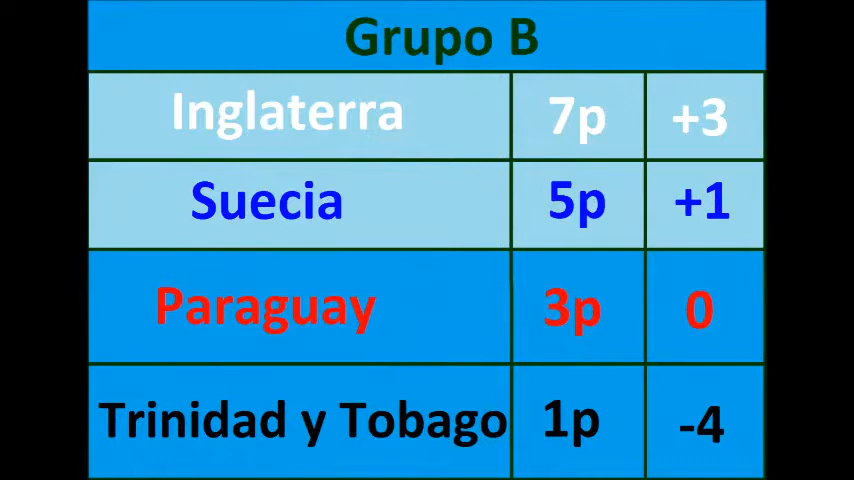 Grupo B
Inglaterra 7p +3
Suecia 5p +1
Paraguay 3p 0
Trinidad y Tobago 1p -4